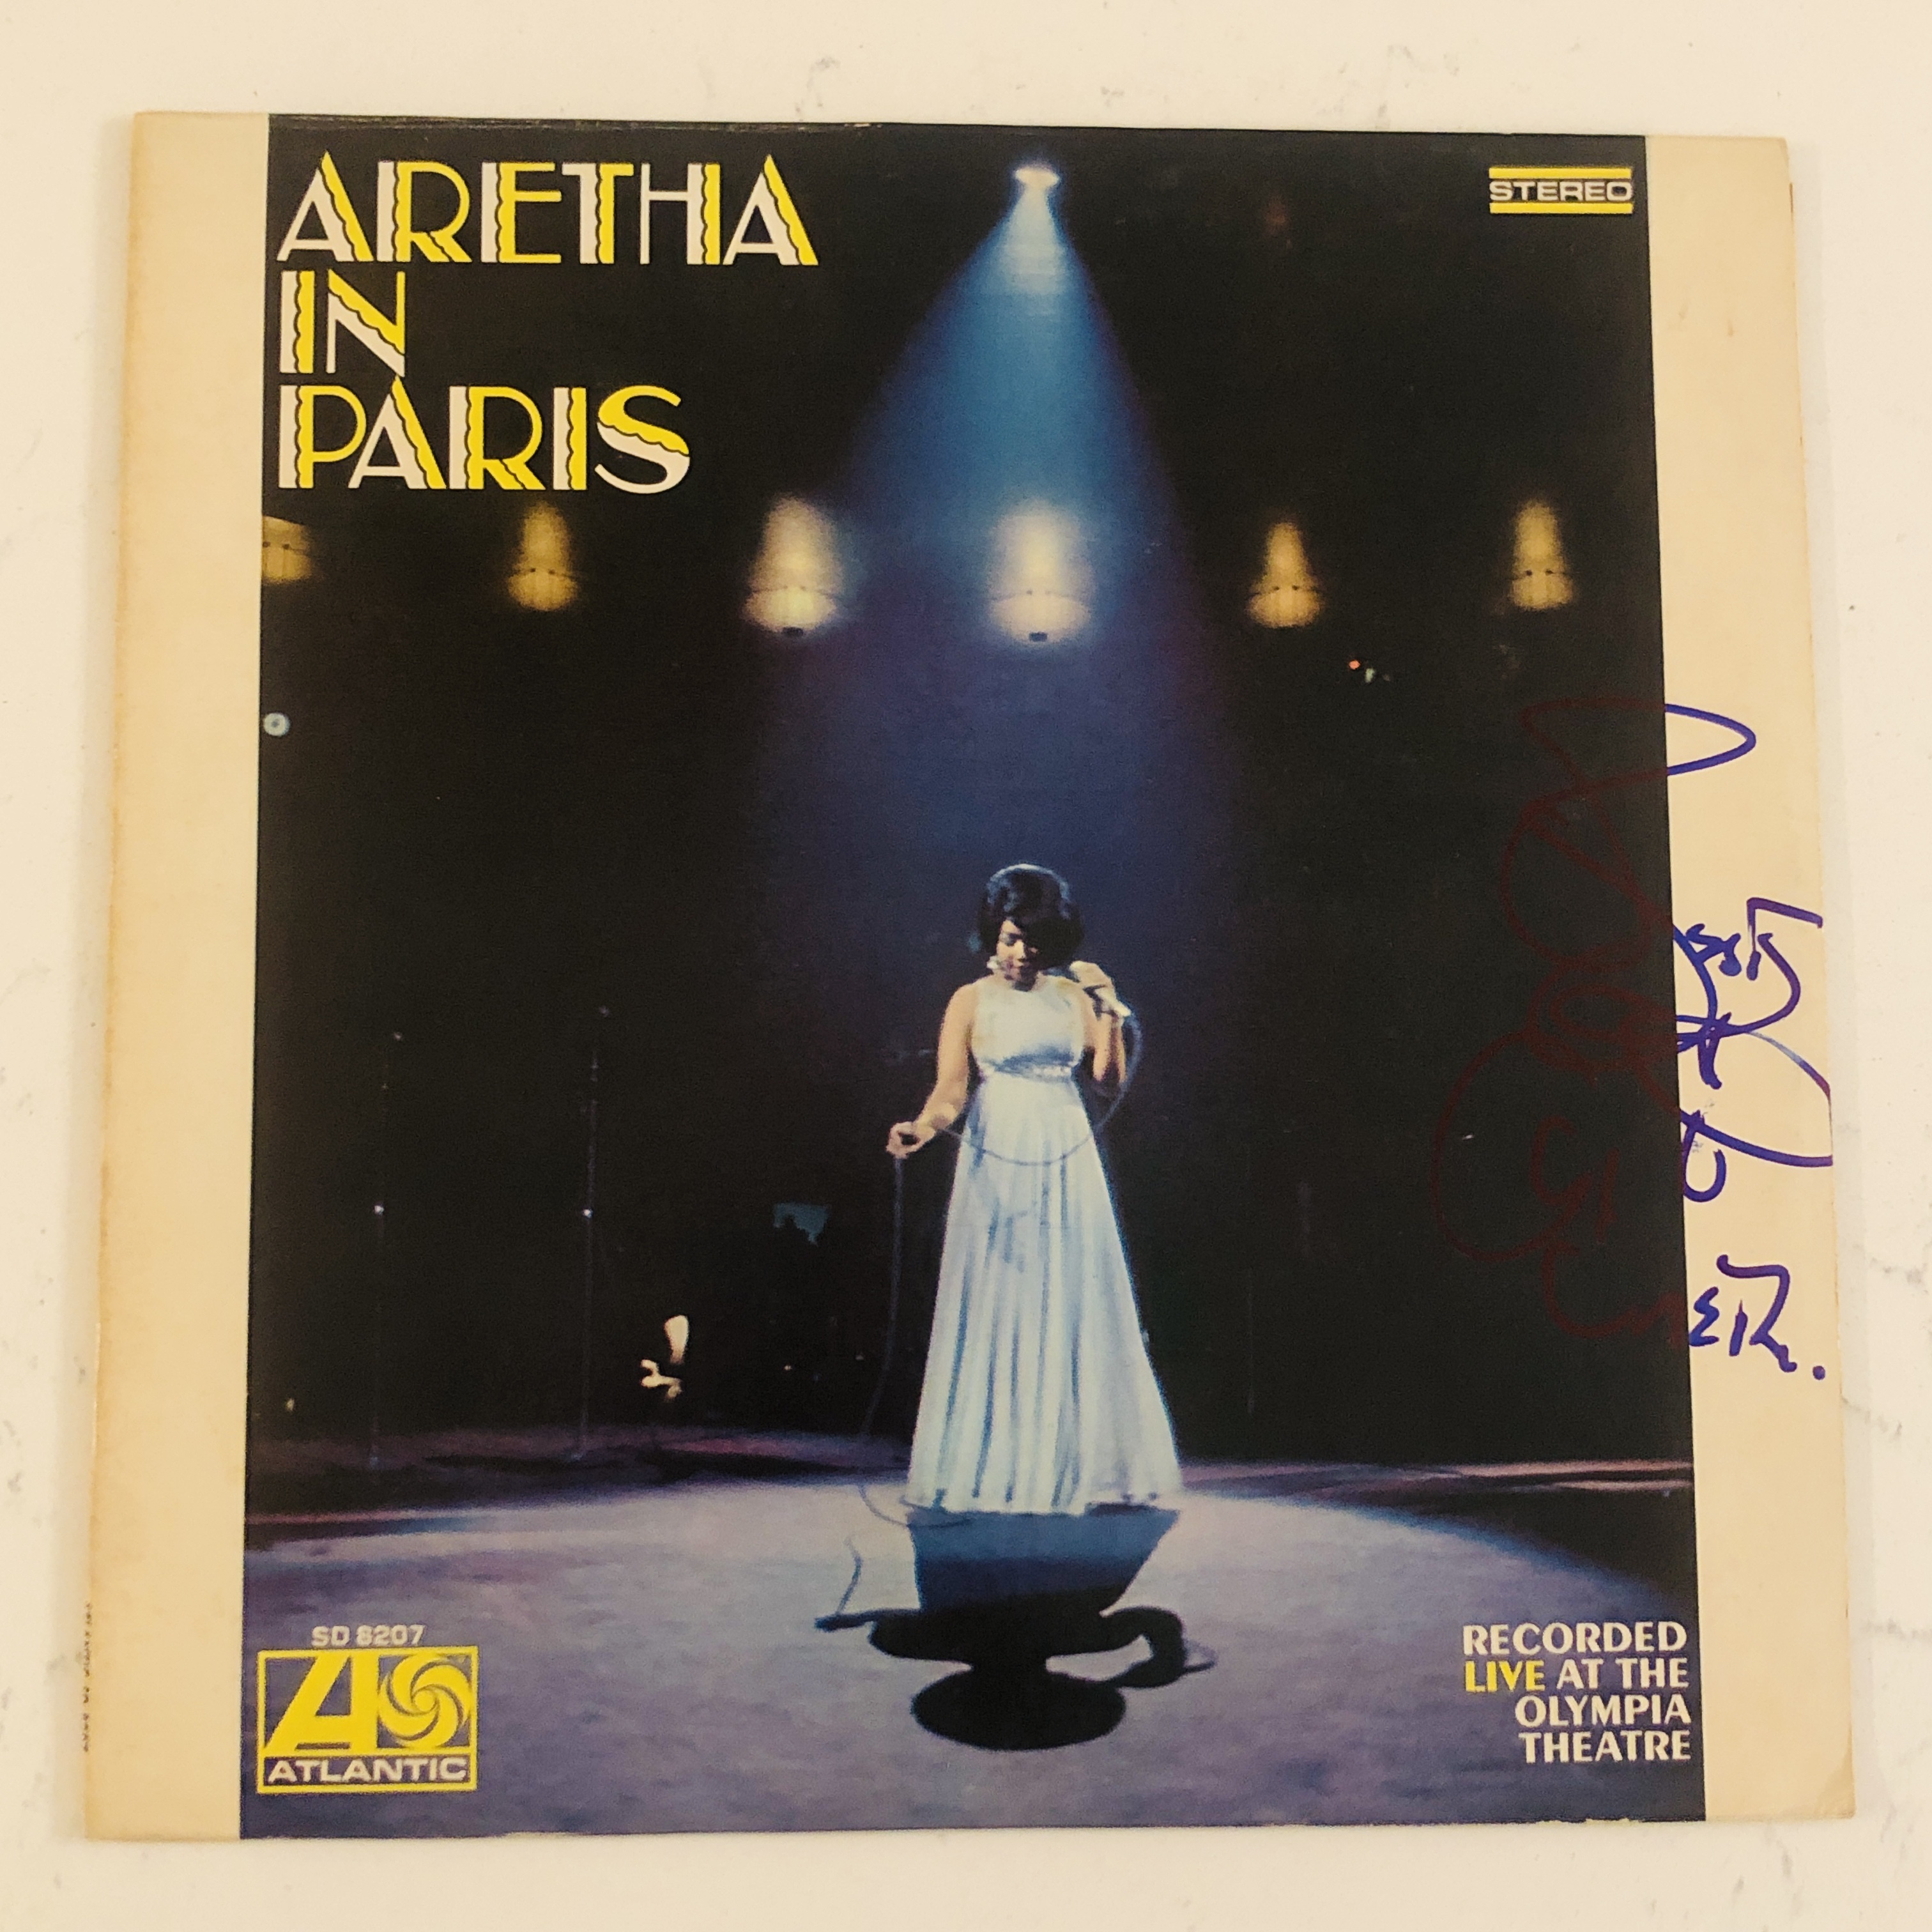 ARETHA
IN
PARIS
STEREO
SD 8207
ATLANTIC
RECORDED
LIVE AT THE
OLYMPIA
THEATRE